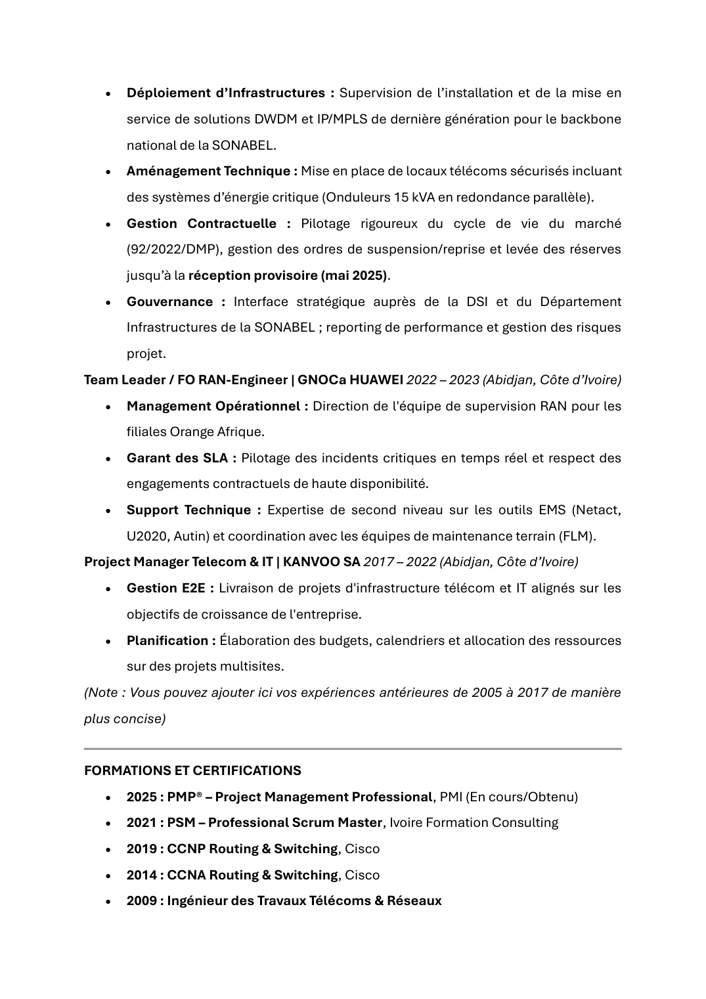 • Déploiement d’Infrastructures : Supervision de l’installation et de la mise en
service de solutions DWDM et IP/MPLS de dernière génération pour le backbone
national de la SONABEL.
• Aménagement Technique : Mise en place de locaux télécoms sécurisés incluant
des systèmes d’énergie critique (Onduleurs 15 kVA en redondance parallèle).
• Gestion Contractuelle : Pilotage rigoureux du cycle de vie du marché
(92/2022/DMP), gestion des ordres de suspension/reprise et levée des réserves
jusqu’à la réception provisoire (mai 2025).
• Gouvernance : Interface stratégique auprès de la DSI et du Département
Infrastructures de la SONABEL ; reporting de performance et gestion des risques
projet.
Team Leader / FO RAN-Engineer | GNOCa HUAWEI 2022 – 2023 (Abidjan, Côte d’Ivoire)
• Management Opérationnel : Direction de l'équipe de supervision RAN pour les
filiales Orange Afrique.
• Garant des SLA : Pilotage des incidents critiques en temps réel et respect des
engagements contractuels de haute disponibilité.
• Support Technique : Expertise de second niveau sur les outils EMS (Netact,
U2020, Autin) et coordination avec les équipes de maintenance terrain (FLM).
Project Manager Telecom & IT | KANVOO SA 2017 – 2022 (Abidjan, Côte d’Ivoire)
• Gestion E2E : Livraison de projets d'infrastructure télécom et IT alignés sur les
objectifs de croissance de l'entreprise.
• Planification : Élaboration des budgets, calendriers et allocation des ressources
sur des projets multisites.
(Note : Vous pouvez ajouter ici vos expériences antérieures de 2005 à 2017 de manière
plus concise)
FORMATIONS ET CERTIFICATIONS
• 2025 : PMP® – Project Management Professional, PMI (En cours/Obtenu)
• 2021 : PSM – Professional Scrum Master, Ivoire Formation Consulting
• 2019 : CCNP Routing & Switching, Cisco
• 2014 : CCNA Routing & Switching, Cisco
• 2009 : Ingénieur des Travaux Télécoms & Réseaux